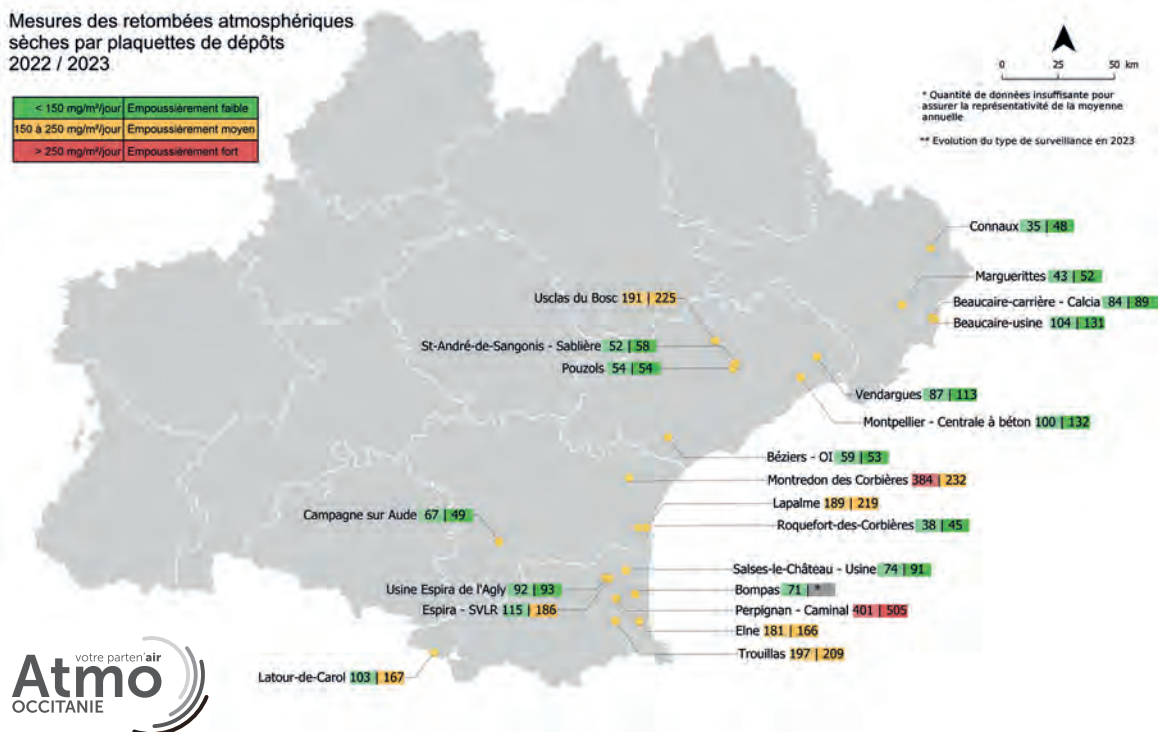 Mesures des retombées atmosphériques
sèches par plaquettes de dépôts
2022 / 2023
< 150 mg/m²/jour Empoussièrement faible
150 à 250 mg/m²/jour Empoussièrement moyen
> 250 mg/m²/jour Empoussièrement fort
0 25 50 km
* Quantité de données insuffisante pour
assurer la représentativité de la moyenne
annuelle
** Evolution du type de surveillance en 2023
Connaux 35 | 48
Marguerittes 43 | 52
Beaucaire-carrière - Calcia 84 | 89
Beaucaire-usine 104 | 131
Usclas du Bosc 191 | 225
St-André-de-Sangonis - Sablière 52 | 58
Pouzols 54 | 54
Vendargues 87 | 113
Montpellier - Centrale à béton 100 | 132
Béziers - OI 59 | 53
Montredon des Corbières 384 | 232
Lapalme 189 | 219
Roquefort-des-Corbières 38 | 45
Campagne sur Aude 67 | 49
Salses-le-Château - Usine 74 | 91
Usine Espira de l'Agly 92 | 93
Bompas 71 | *
Espira - SVLR 115 | 186
Perpignan - Caminal 401 | 505
Elne 181 | 166
Trouillas 197 | 209
Latour-de-Carol 103 | 167
votre parten'air
Atmo
OCCITANIE